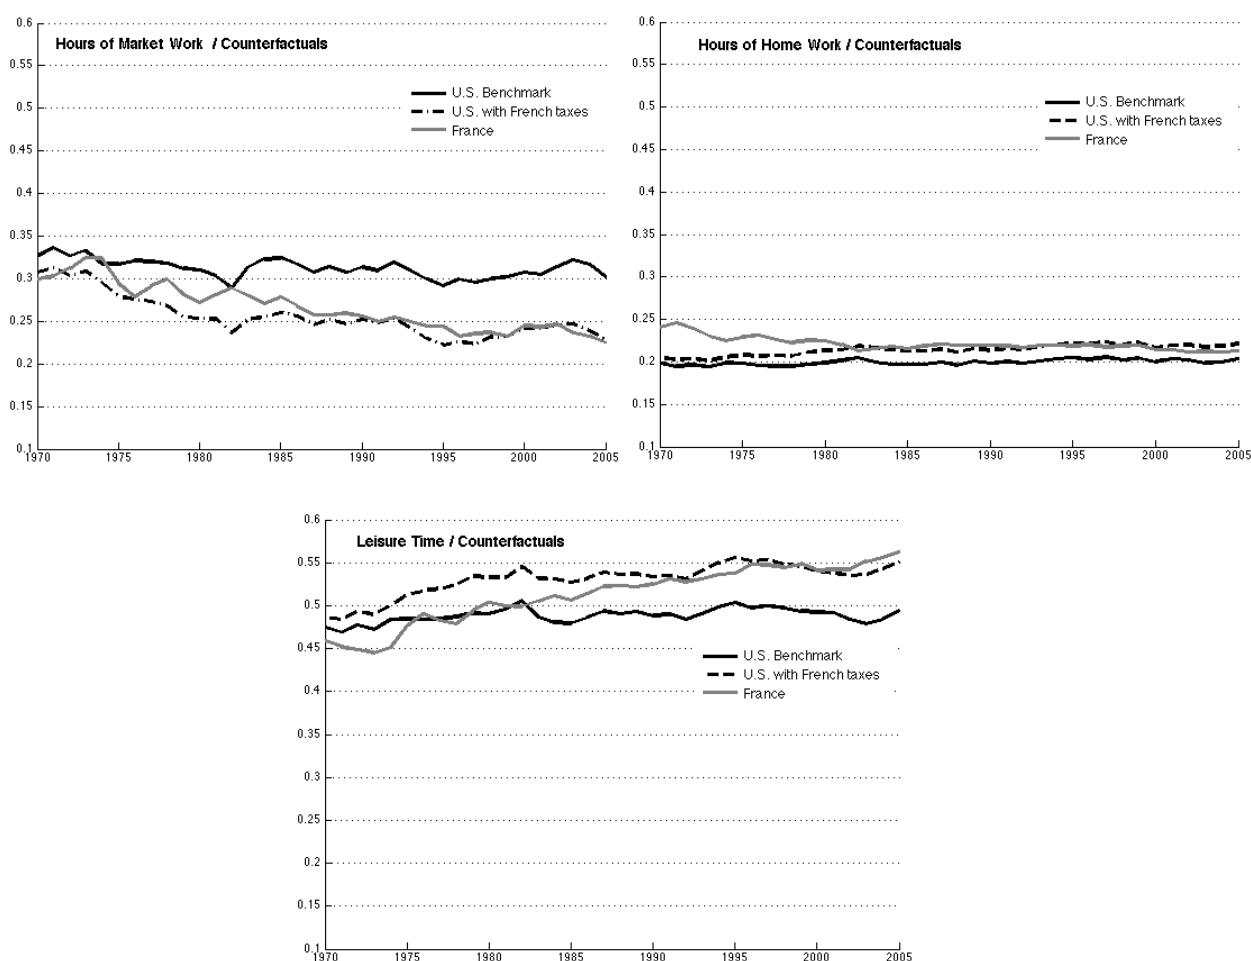 Hours of Market Work / Counterfactuals
U.S. Benchmark
U.S. with French taxes
France
0.6
0.55
0.5
0.45
0.4
0.35
0.3
0.25
0.2
0.15
0.1
1970 1975 1980 1985 1990 1995 2000 2005
Hours of Home Work / Counterfactuals
U.S. Benchmark
U.S. with French taxes
France
0.6
0.55
0.5
0.45
0.4
0.35
0.3
0.25
0.2
0.15
0.1
1970 1975 1980 1985 1990 1995 2000 2005
Leisure Time / Counterfactuals
U.S. Benchmark
U.S. with French taxes
France
0.6
0.55
0.5
0.45
0.4
0.35
0.3
0.25
0.2
0.15
0.1
1970 1975 1980 1985 1990 1995 2000 2005